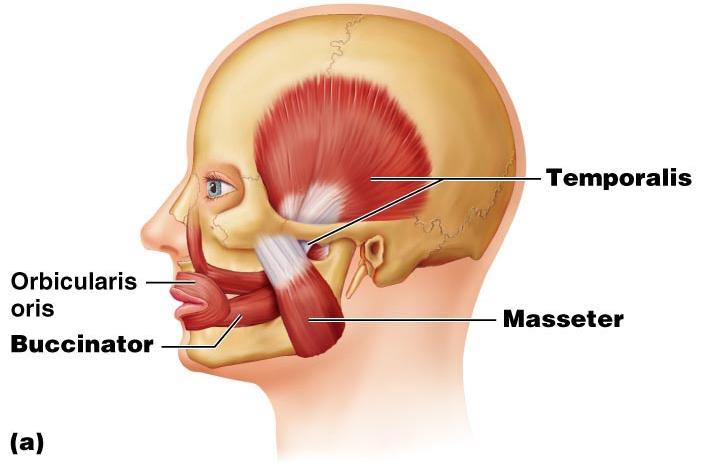 Temporalis
Orbicularis
oris
Masseter
Buccinator
(a)